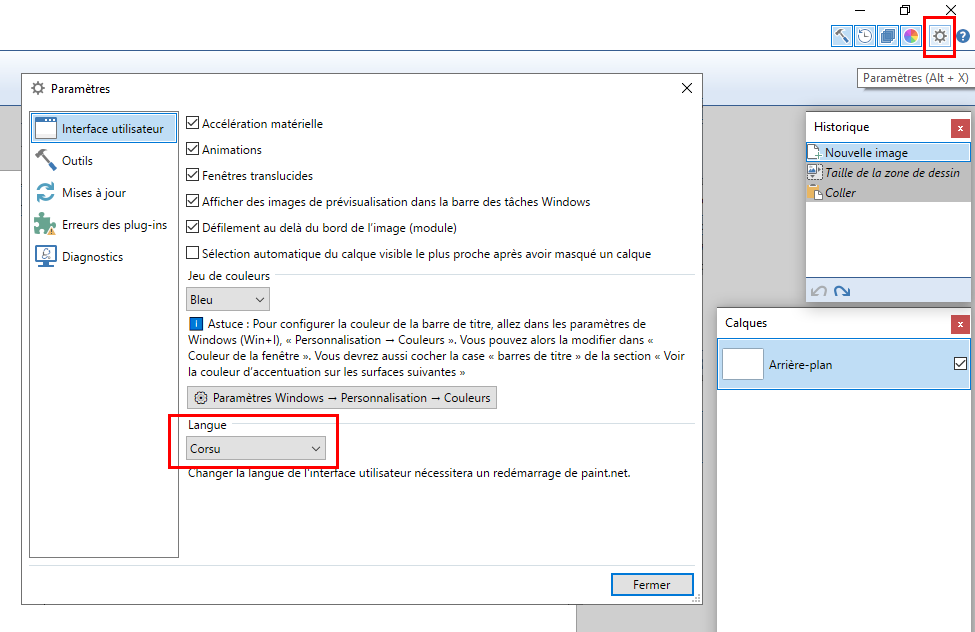 Paramètres (Alt + X)
Paramètres
Interface utilisateur
Outils
Mises à jour
Erreurs des plug-ins
Diagnostics
Accélération matérielle
Animations
Fenêtres translucides
Afficher des images de prévisualisation dans la barre des tâches Windows
Défilement au delà du bord de l'image (module)
Sélection automatique du calque visible le plus proche après avoir masqué un calque
Jeu de couleurs
Bleu
Astuce : Pour configurer la couleur de la barre de titre, allez dans les paramètres de
Windows (Win+I), « Personnalisation → Couleurs ». Vous pouvez alors la modifier dans «
Couleur de la fenêtre ». Vous devrez aussi cocher la case « barres de titre » de la section « Voir
la couleur d'accentuation sur les surfaces suivantes »
Paramètres Windows → Personnalisation → Couleurs
Langue
Corsu
Changer la langue de l'interface utilisateur nécessitera un redémarrage de paint.net.
Fermer
Historique
Nouvelle image
Taille de la zone de dessin
Coller
Calques
Arrière-plan